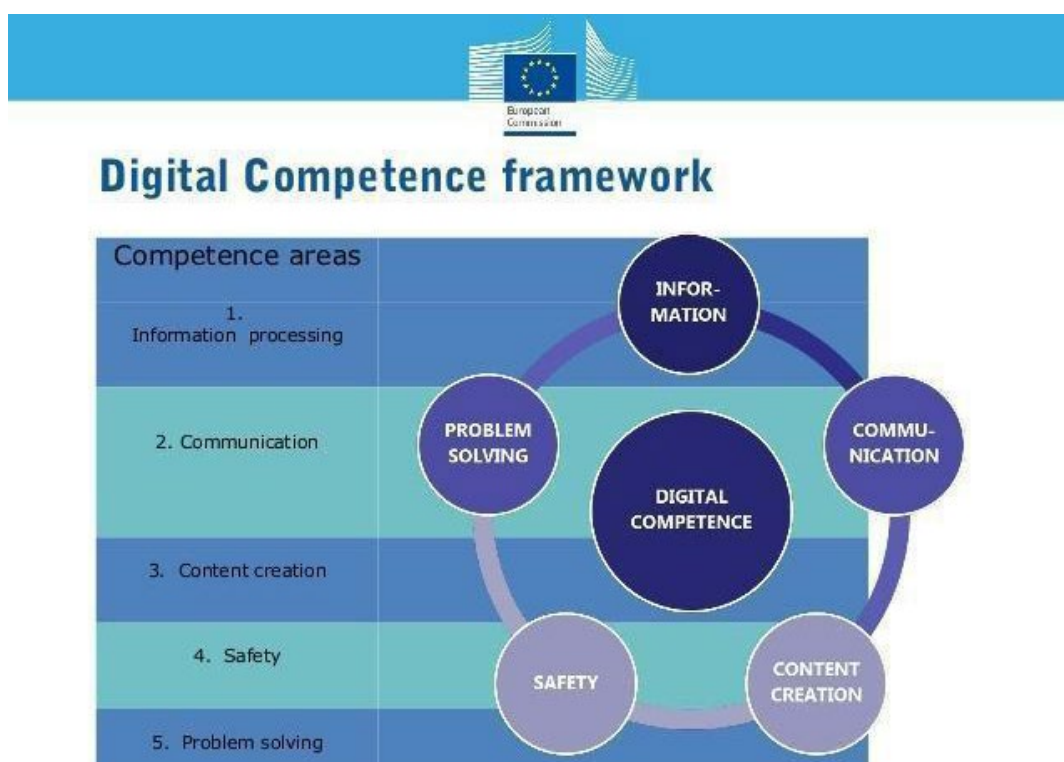 European
Commission
Digital Competence framework
Competence areas
1.
Information processing
2. Communication
3. Content creation
4. Safety
5. Problem solving
INFOR-
MATION
COMMU-
NICATION
CONTENT
CREATION
SAFETY
PROBLEM
SOLVING
DIGITAL
COMPETENCE